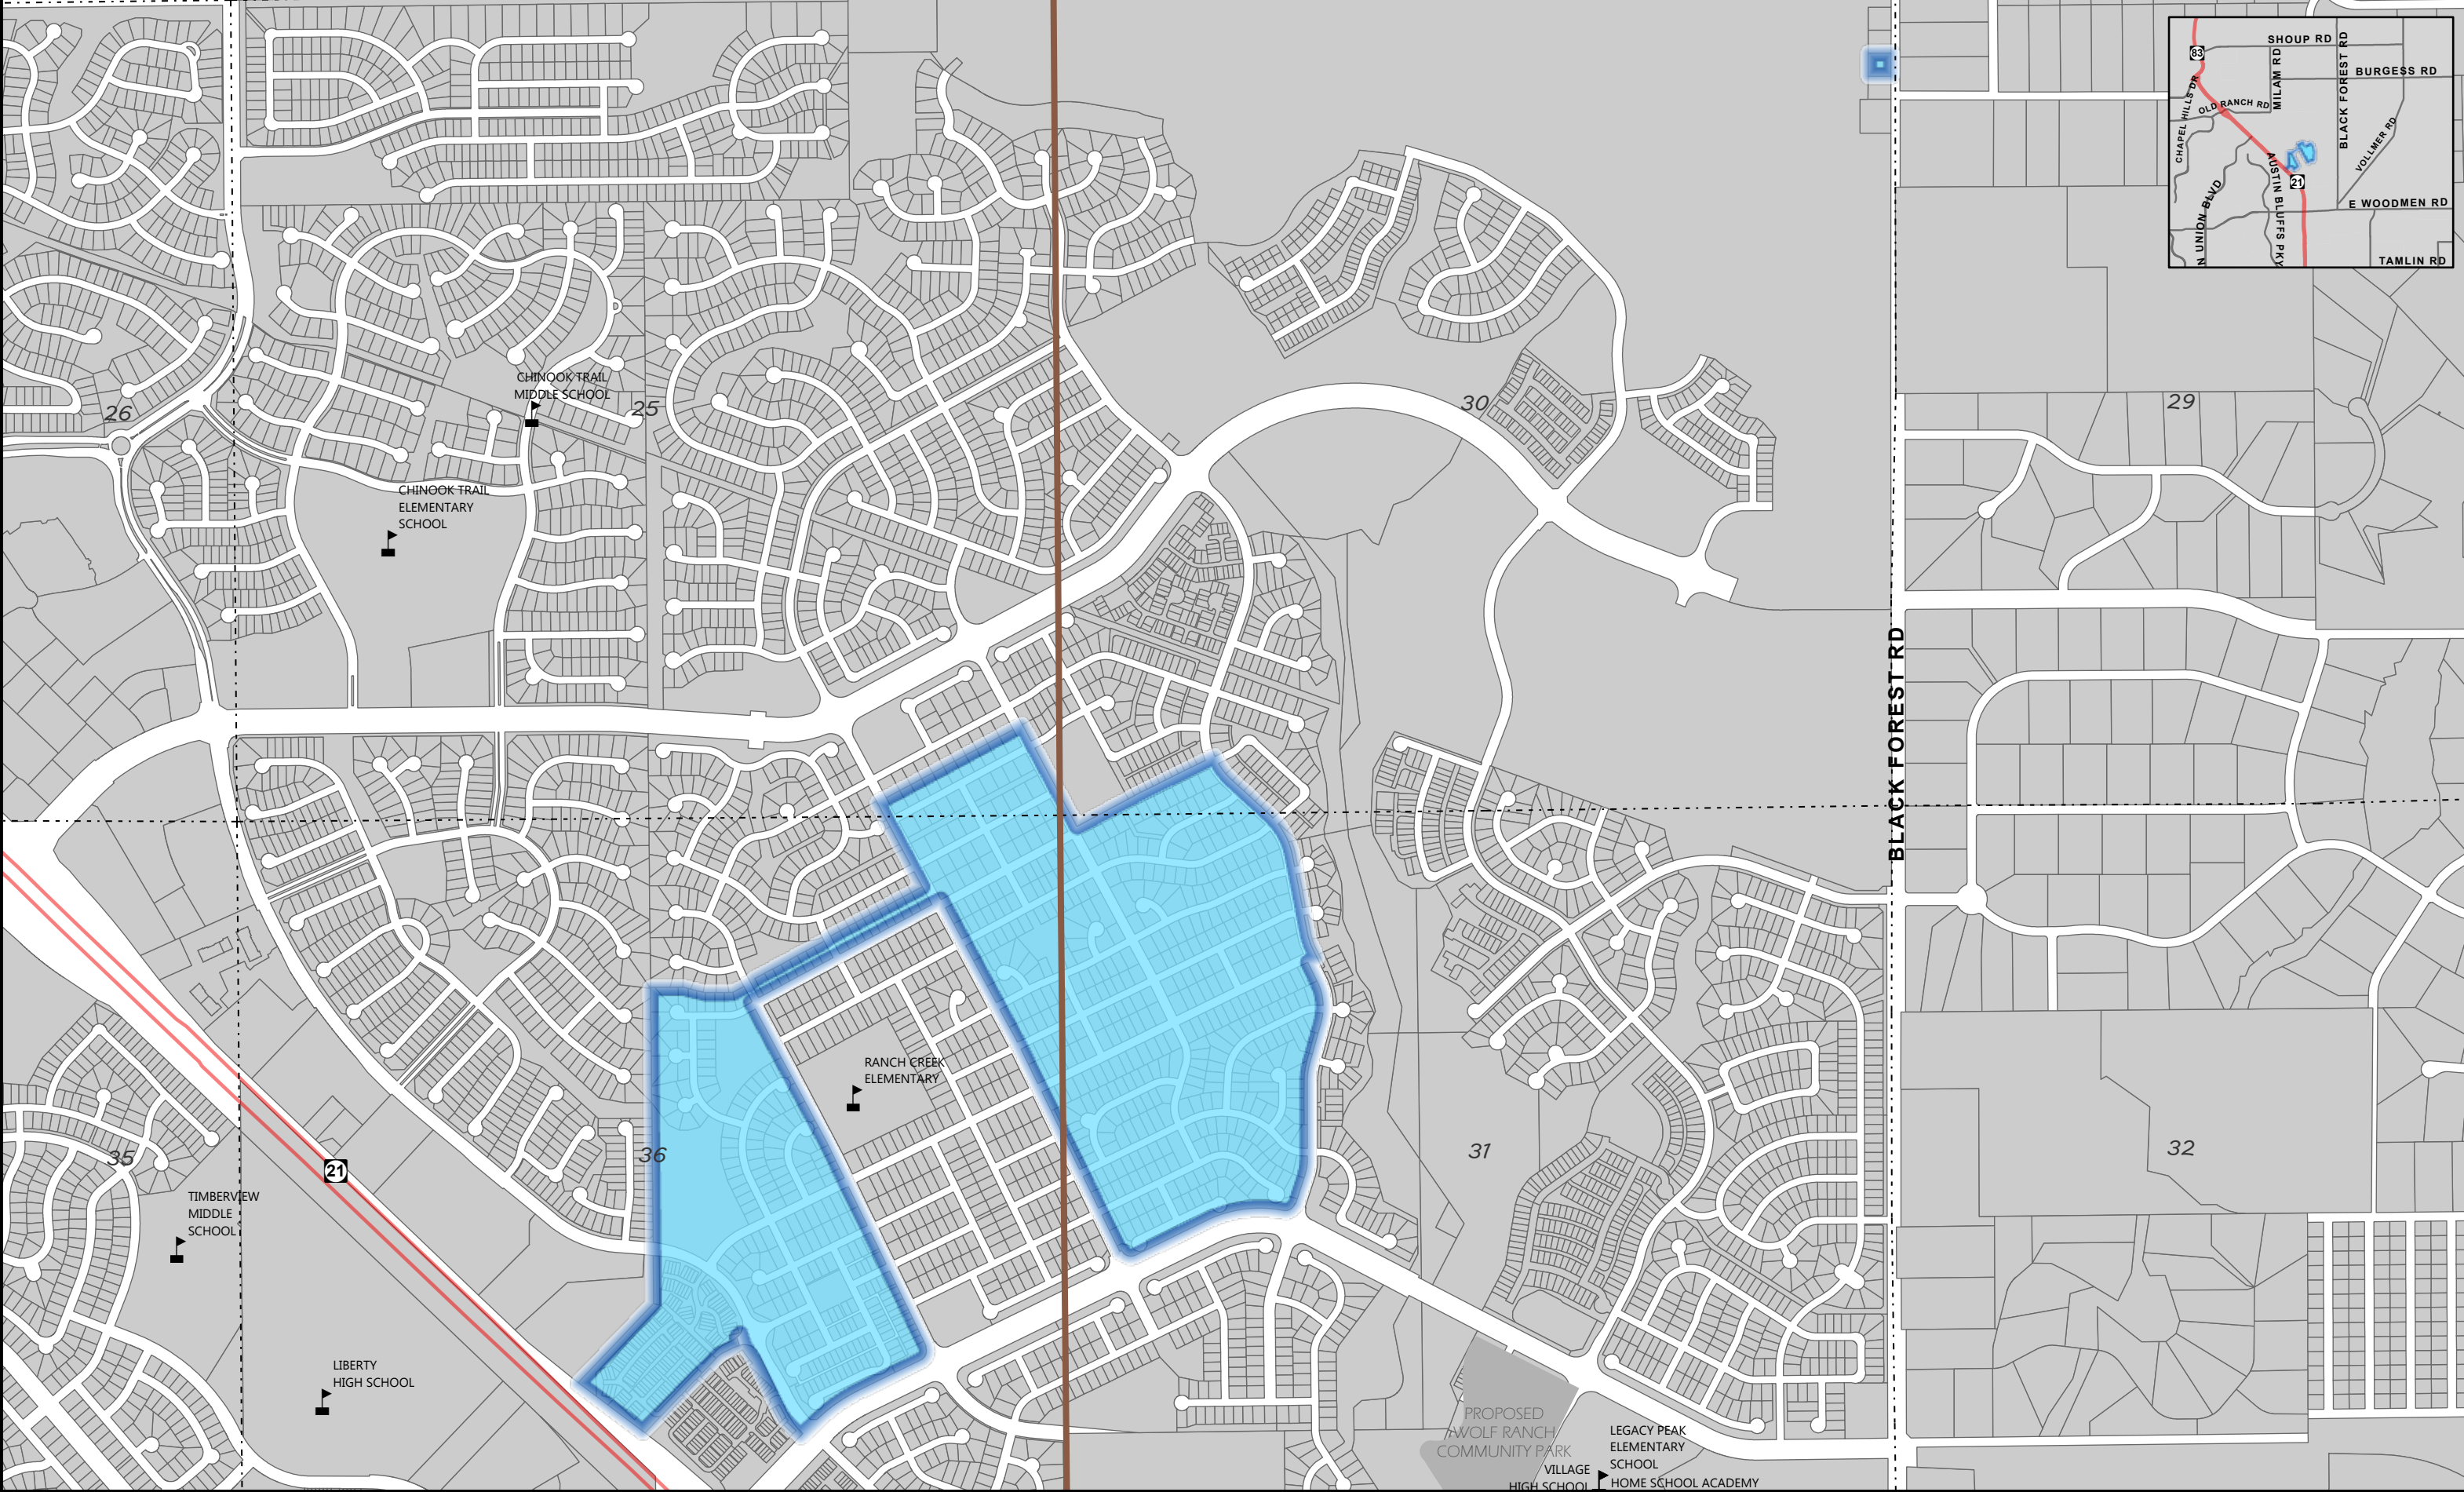 83
SHOUP RD
MILAM RD
BLACK FOREST RD
BURGESS RD
CHAPEL HILLS DR
OLD RANCH RD
VOLLMER RD
AUSTIN BLUFFS PKY
21
N UNION BLVD
E WOODMEN RD
TAMLIN RD
CHINOOK TRAIL
MIDDLE SCHOOL
26
25
30
29
CHINOOK TRAIL
ELEMENTARY
SCHOOL
BLACK FOREST RD
RANCH CREEK
ELEMENTARY
35
36
31
32
21
TIMBERVIEW
MIDDLE
SCHOOL
LIBERTY
HIGH SCHOOL
PROPOSED
WOLF RANCH
COMMUNITY PARK
LEGACY PEAK
ELEMENTARY
SCHOOL
VILLAGE
HIGH SCHOOL
HOME SCHOOL ACADEMY